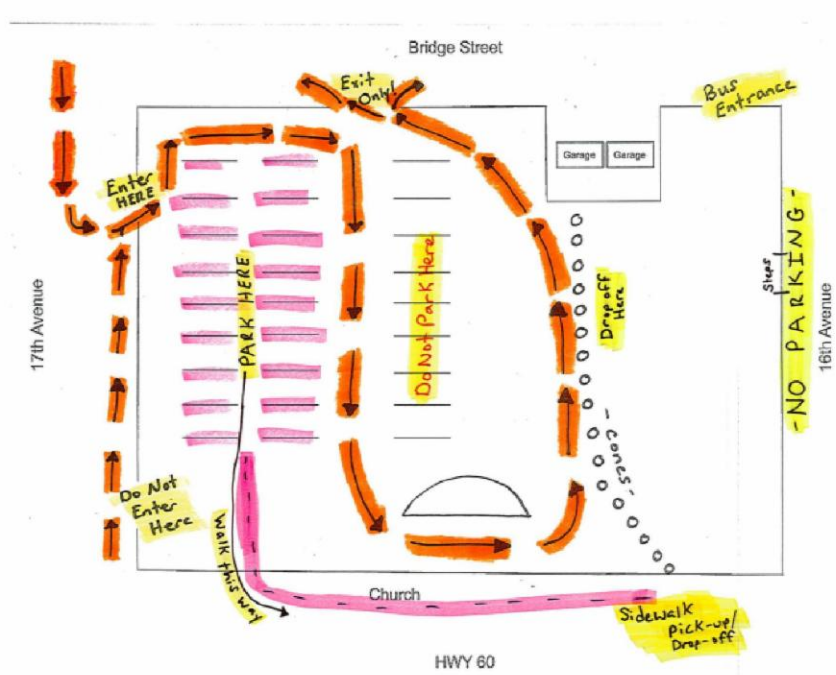 Bridge Street
Exit
Only!
Bus
Entrance
Garage
Garage
Enter
HERE
PARK HERE
Do Not Park Here
Drop off
Here
Steps
-NO PARKING-
17th Avenue
16th Avenue
-cones-
Do Not
Enter
Here
Walk this way
Church
Sidewalk
Pick-up/
Drop-off
HWY 60